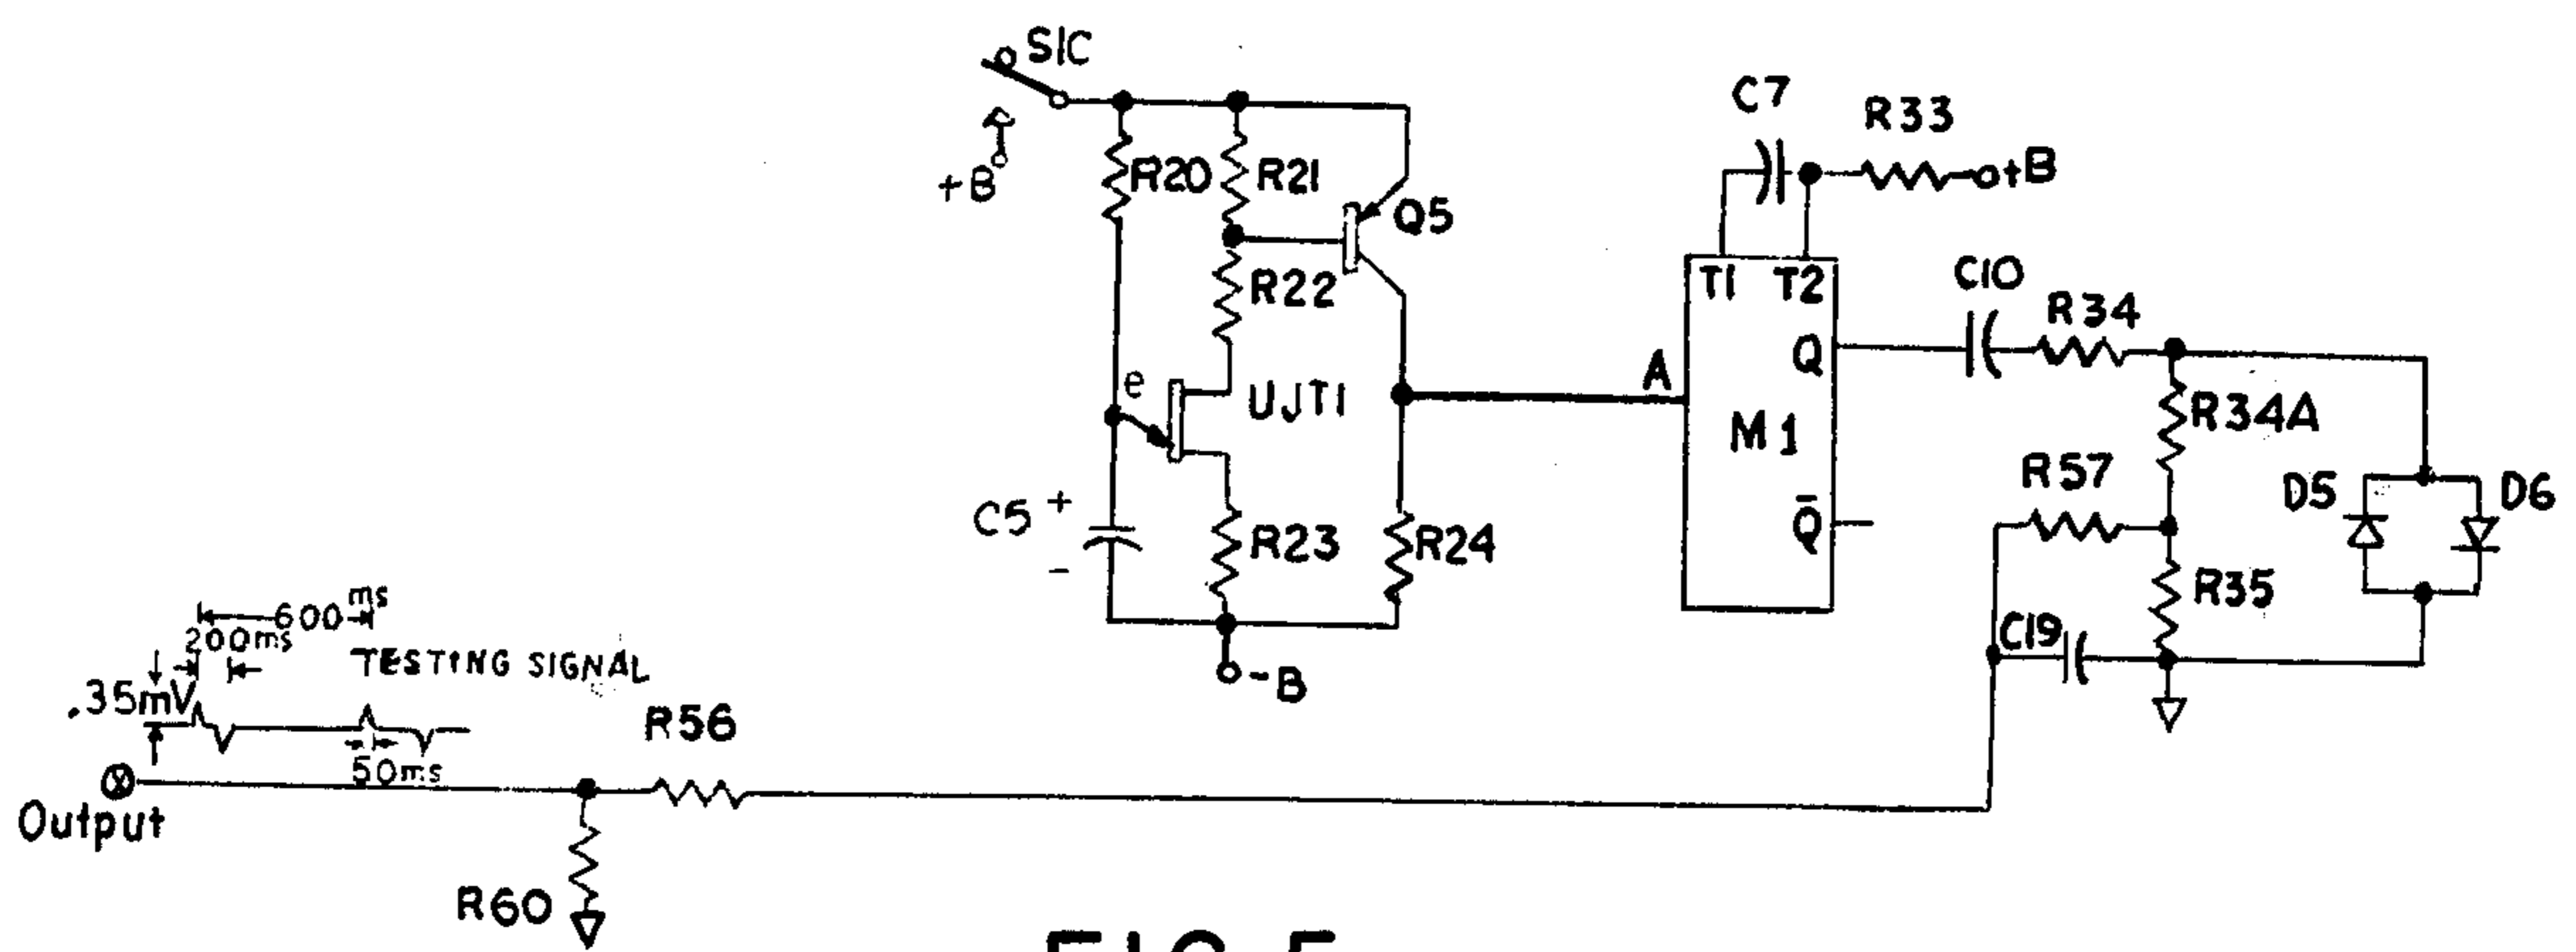 S1C
+B
R20
R21
Q5
R22
e
UJT1
C5
+
-
R23
R24
-B
C7
R33
+B
T1 T2
A
M1
Q
Q̄
C10
R34
R34A
R57
D5
D6
R35
C19
600ms
200ms
TESTING SIGNAL
.35mV
50ms
R56
Output
R60